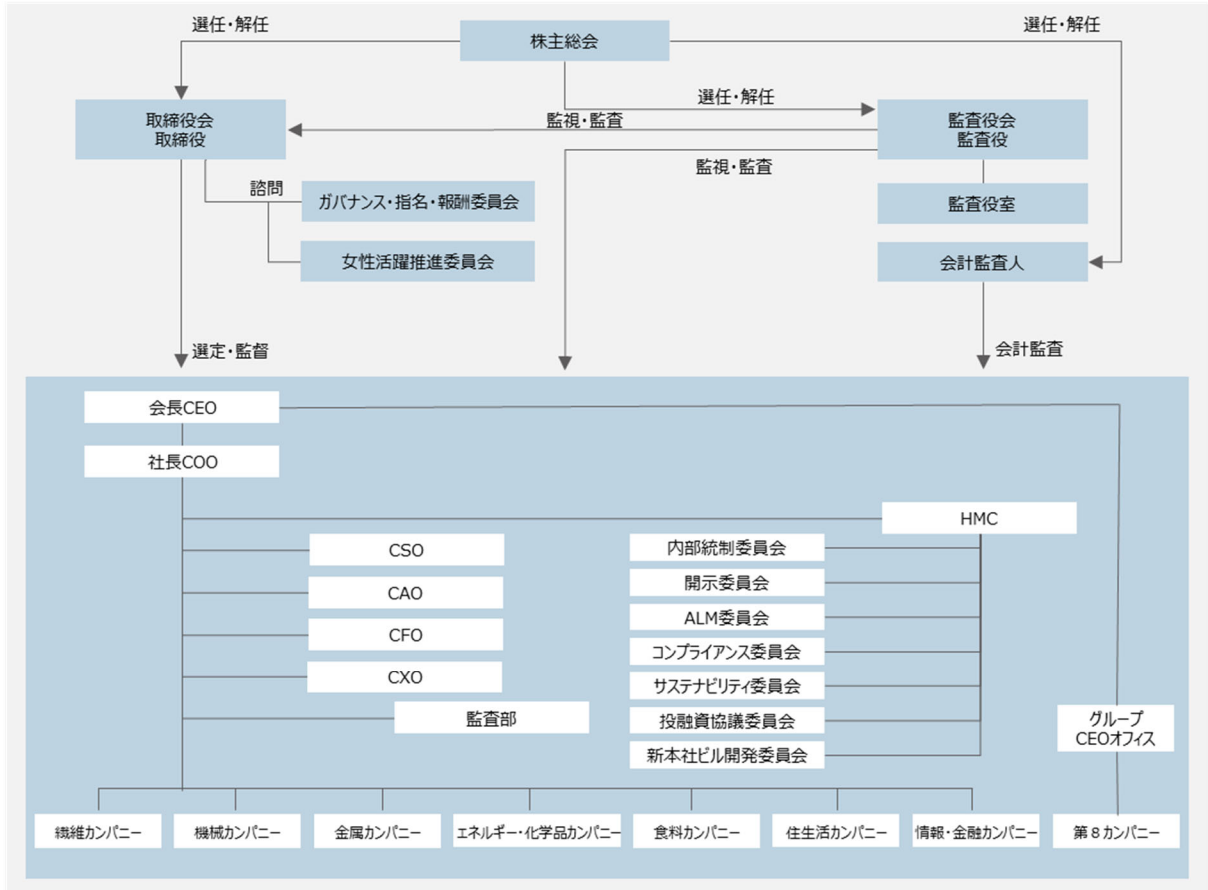 選任・解任
株主総会
選任・解任
選任・解任
取締役会
取締役
監視・監査
監査役会
監査役
監視・監査
諮問
ガバナンス・指名・報酬委員会
監査役室
女性活躍推進委員会
会計監査人
選定・監督
会計監査
会長CEO
社長COO
HMC
CSO
内部統制委員会
CAO
開示委員会
ALM委員会
CFO
コンプライアンス委員会
CXO
サステナビリティ委員会
監査部
投融資協議委員会
グループ
CEOオフィス
新本社ビル開発委員会
繊維カンパニー
機械カンパニー
金属カンパニー
エネルギー・化学品カンパニー
食料カンパニー
住生活カンパニー
情報・金融カンパニー
第８カンパニー